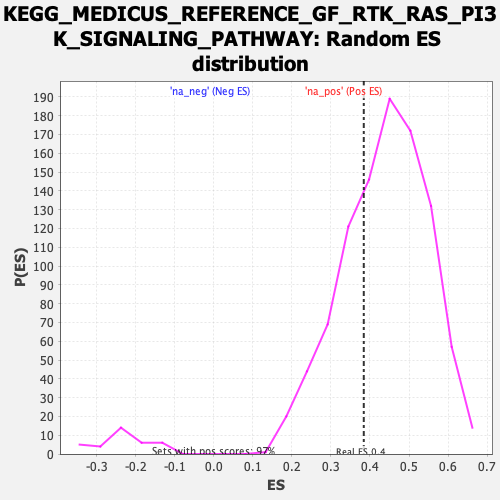 KEGG_MEDICUS_REFERENCE_GF_RTK_RAS_PI3
K_SIGNALING_PATHWAY: Random ES
distribution
'na_neg' (Neg ES) 'na_pos' (Pos ES)
190
180
170
160
150
140
130
120
110
100
90
80
70
60
50
40
30
20
10
0
P(ES)
Sets with pos scores: 97%
Real ES 0.4
-0.3 -0.2 -0.1 0.0 0.1 0.2 0.3 0.4 0.5 0.6 0.7
ES